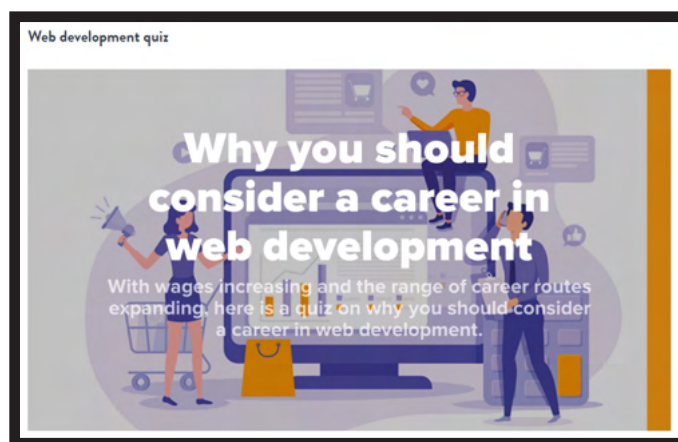 Web development quiz
Why you should
consider a career in
web development
With wages increasing and the range of career routes
expanding, here is a quiz on why you should consider
a career in web development.